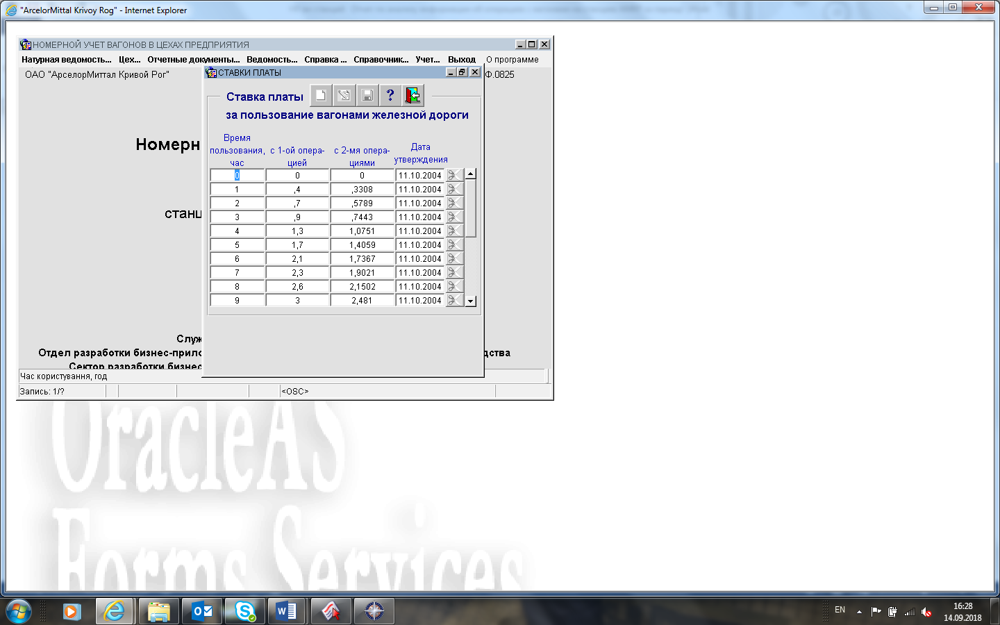 "ArcelorMittal Krivoy Rog" - Internet Explorer
НОМЕРНОЙ УЧЕТ ВАГОНОВ В ЦЕХАХ ПРЕДПРИЯТИЯ
Натурная ведомость... Цех... Отчетные документы... Ведомость... Справка ... Справочник... Учет... Выход О программе
ОАО "АрселорМиттал Кривой Рог"
Ф.0825
СТАВКИ ПЛАТЫ
Ставка платы ?
за пользование вагонами железной дороги
Время пользования, час с 1-ой опера-цией с 2-мя опера-циями Дата утверждения
0 0 0 11.10.2004
1 ,4 ,3308 11.10.2004
2 ,7 ,5789 11.10.2004
3 ,9 ,7443 11.10.2004
4 1,3 1,0751 11.10.2004
5 1,7 1,4059 11.10.2004
6 2,1 1,7367 11.10.2004
7 2,3 1,9021 11.10.2004
8 2,6 2,1502 11.10.2004
9 3 2,481 11.10.2004
Номерн
станц
Служ
Отдел разработки бизнес-прило
дства
Сектор разработки бизнес
Час користування, год
Запись: 1/? <OSC>
OracleAS
Forms Services
EN
16:28
14.09.2018